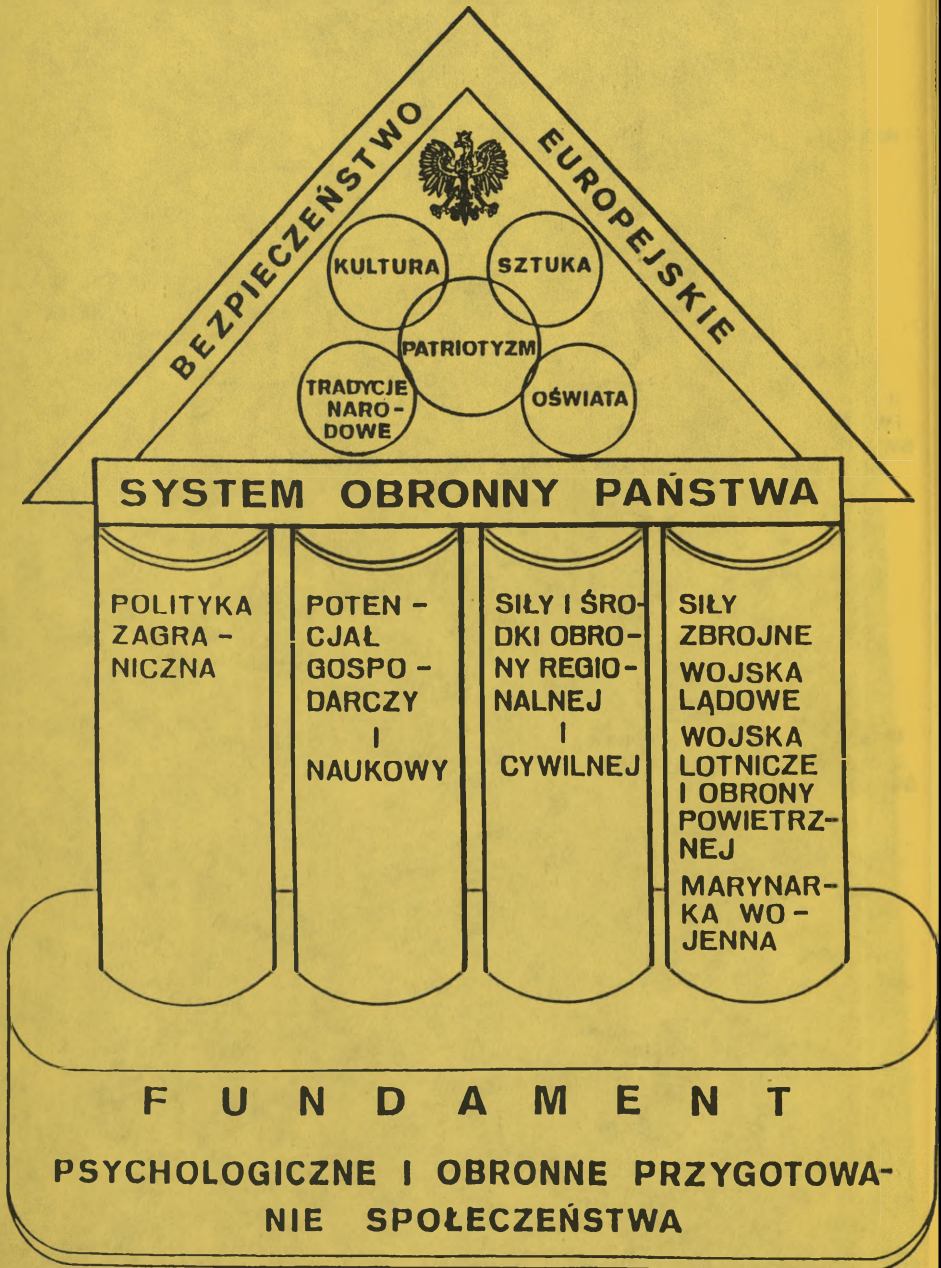 BEZPIECZEŃSTWO
EUROPEJSKIE
KULTURA
SZTUKA
PATRIOTYZM
TRADYCJE
NARO-
DOWE
OŚWIATA
SYSTEM OBRONNY PAŃSTWA
POLITYKA
ZAGRA-
NICZNA
POTEN-
CJAŁ
GOSPO-
DARCZY
I
NAUKOWY
SIŁY I ŚRO-
DKI OBRO-
NY REGIO-
NALNEJ
I
CYWILNEJ
SIŁY
ZBROJNE
WOJSKA
LĄDOWE
WOJSKA
LOTNICZE
I OBRONY
POWIETRZ-
NEJ
MARYNAR-
KA WO-
JENNA
FUNDAMENT
PSYCHOLOGICZNE I OBRONNE PRZYGOTOWA-
NIE SPOŁECZEŃSTWA